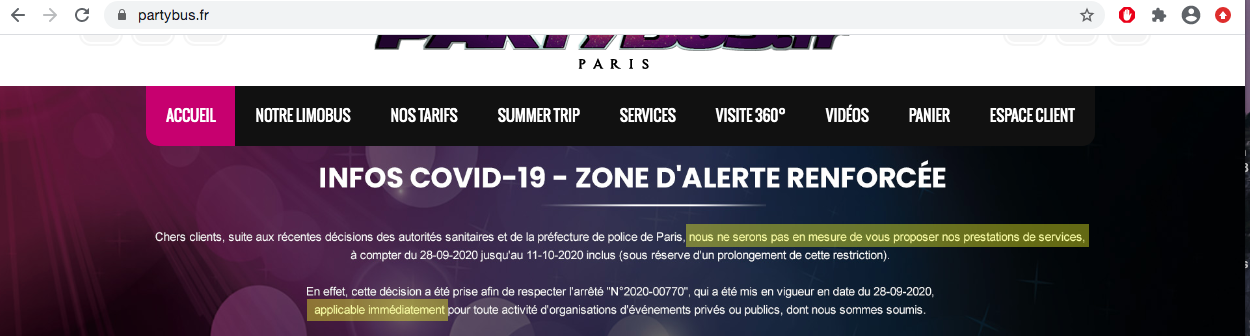 partybus.fr
PARTYBUS.fr
PARIS
ACCUEIL NOTRE LIMOBUS NOS TARIFS SUMMER TRIP SERVICES VISITE 360° VIDÉOS PANIER ESPACE CLIENT
INFOS COVID-19 - ZONE D'ALERTE RENFORCÉE
Chers clients, suite aux récentes décisions des autorités sanitaires et de la préfecture de police de Paris, nous ne serons pas en mesure de vous proposer nos prestations de services,
à compter du 28-09-2020 jusqu'au 11-10-2020 inclus (sous réserve d'un prolongement de cette restriction).
En effet, cette décision a été prise afin de respecter l'arrêté "N°2020-00770", qui a été mis en vigueur en date du 28-09-2020,
applicable immédiatement pour toute activité d'organisations d'événements privés ou publics, dont nous sommes soumis.